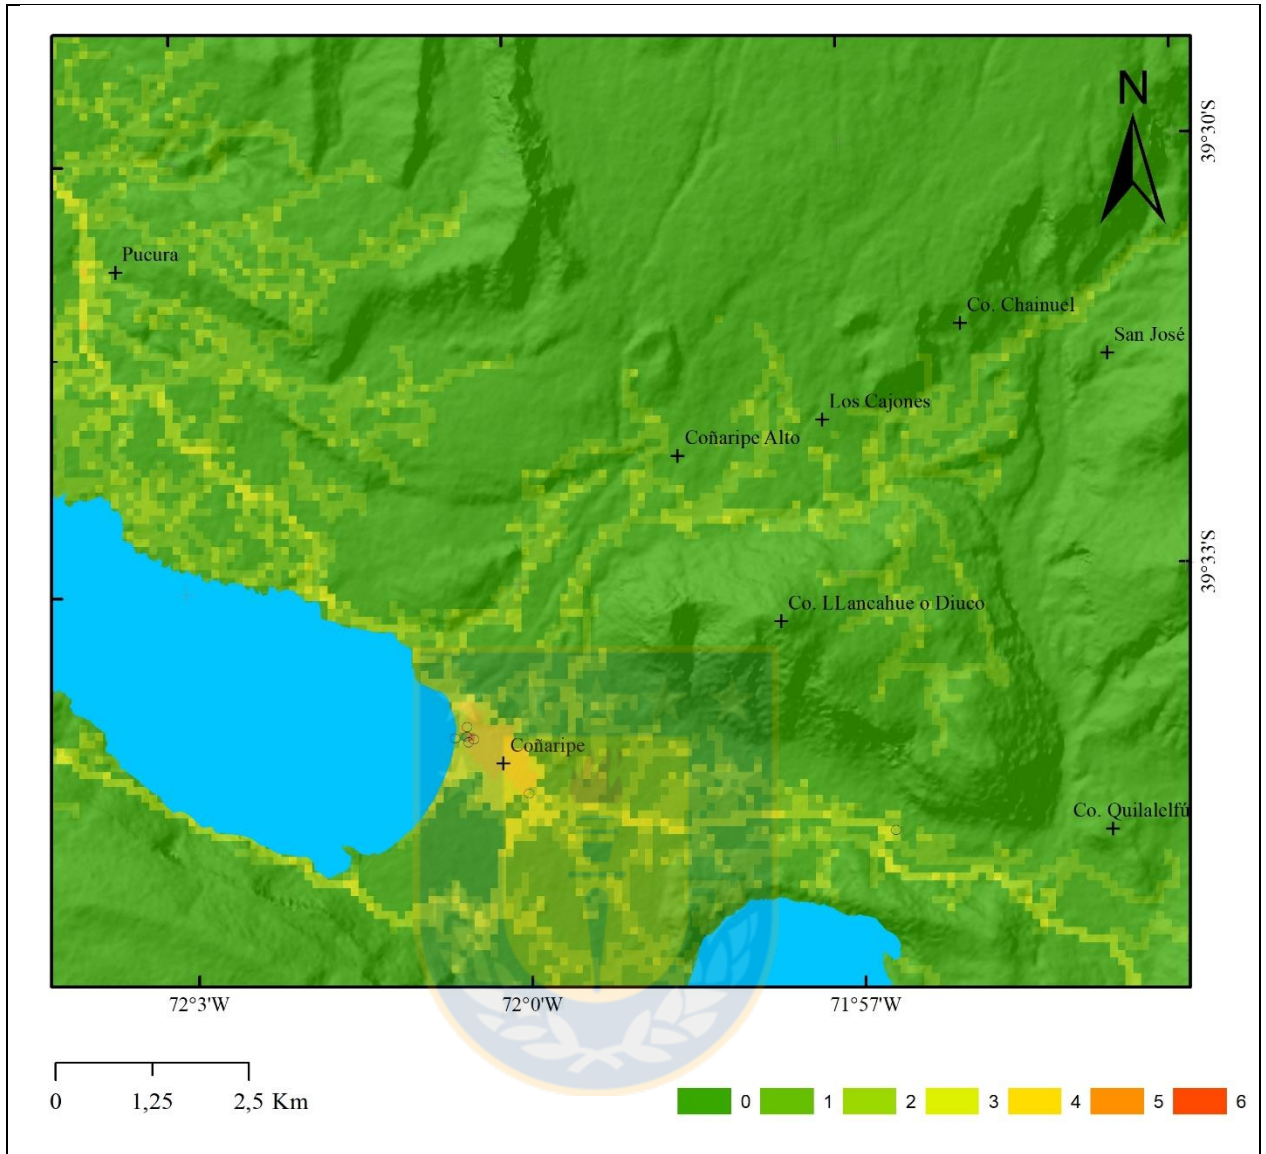 N
39°30'S
Pucura
Co. Chainuel
San José
Los Cajones
Coñaripe Alto
39°33'S
Co. LLancahue o Diuco
Coñaripe
Co. Quilalelfú
72°3'W
72°0'W
71°57'W
0 1,25 2,5 Km
0 1 2 3 4 5 6